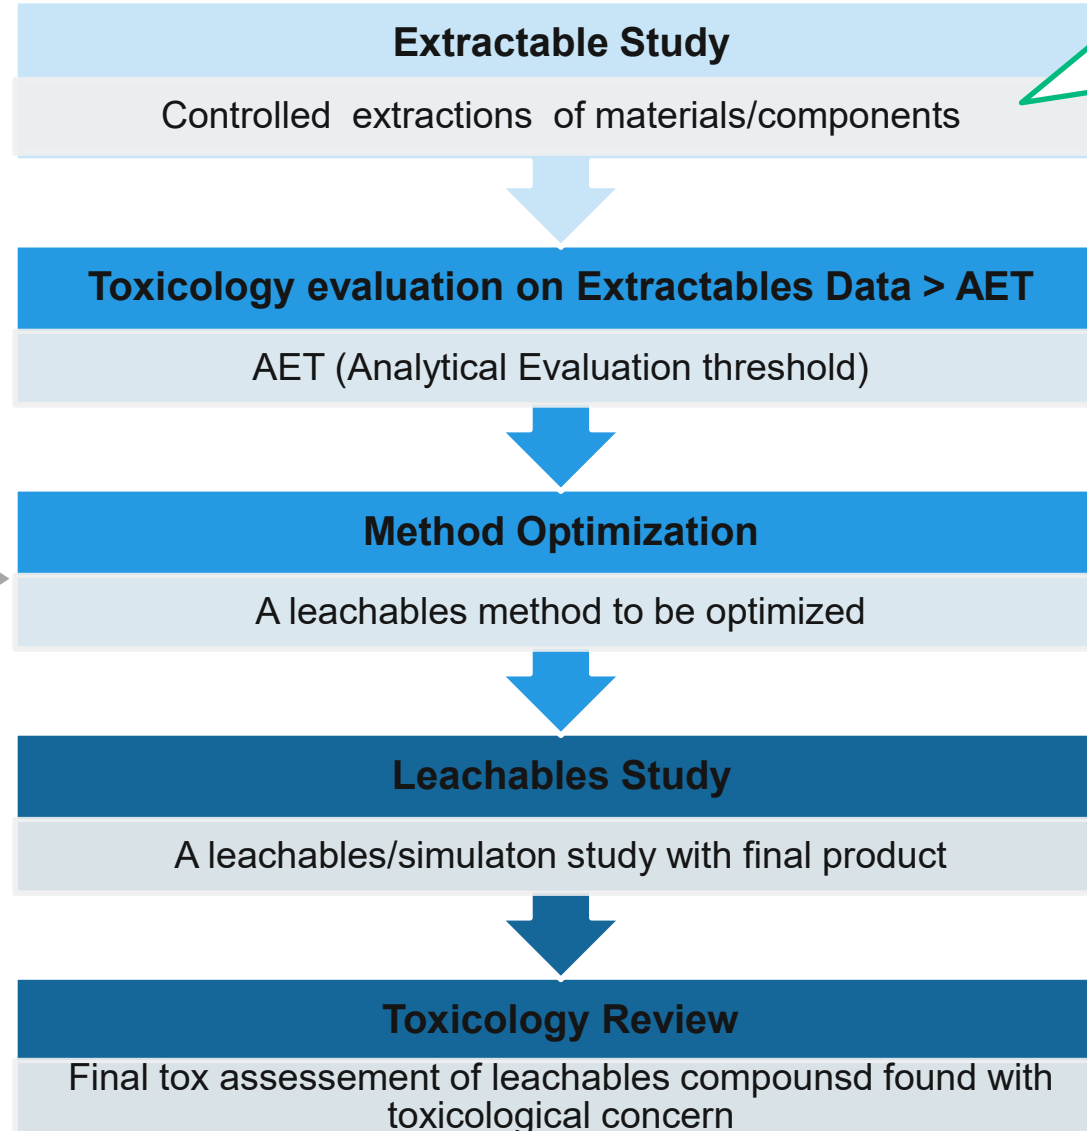 Extractable Study
Controlled extractions of materials/components
Toxicology evaluation on Extractables Data > AET
AET (Analytical Evaluation threshold)
Method Optimization
A leachables method to be optimized
Leachables Study
A leachables/simulaton study with final product
Toxicology Review
Final tox assessement of leachables compounsd found with
toxicological concern